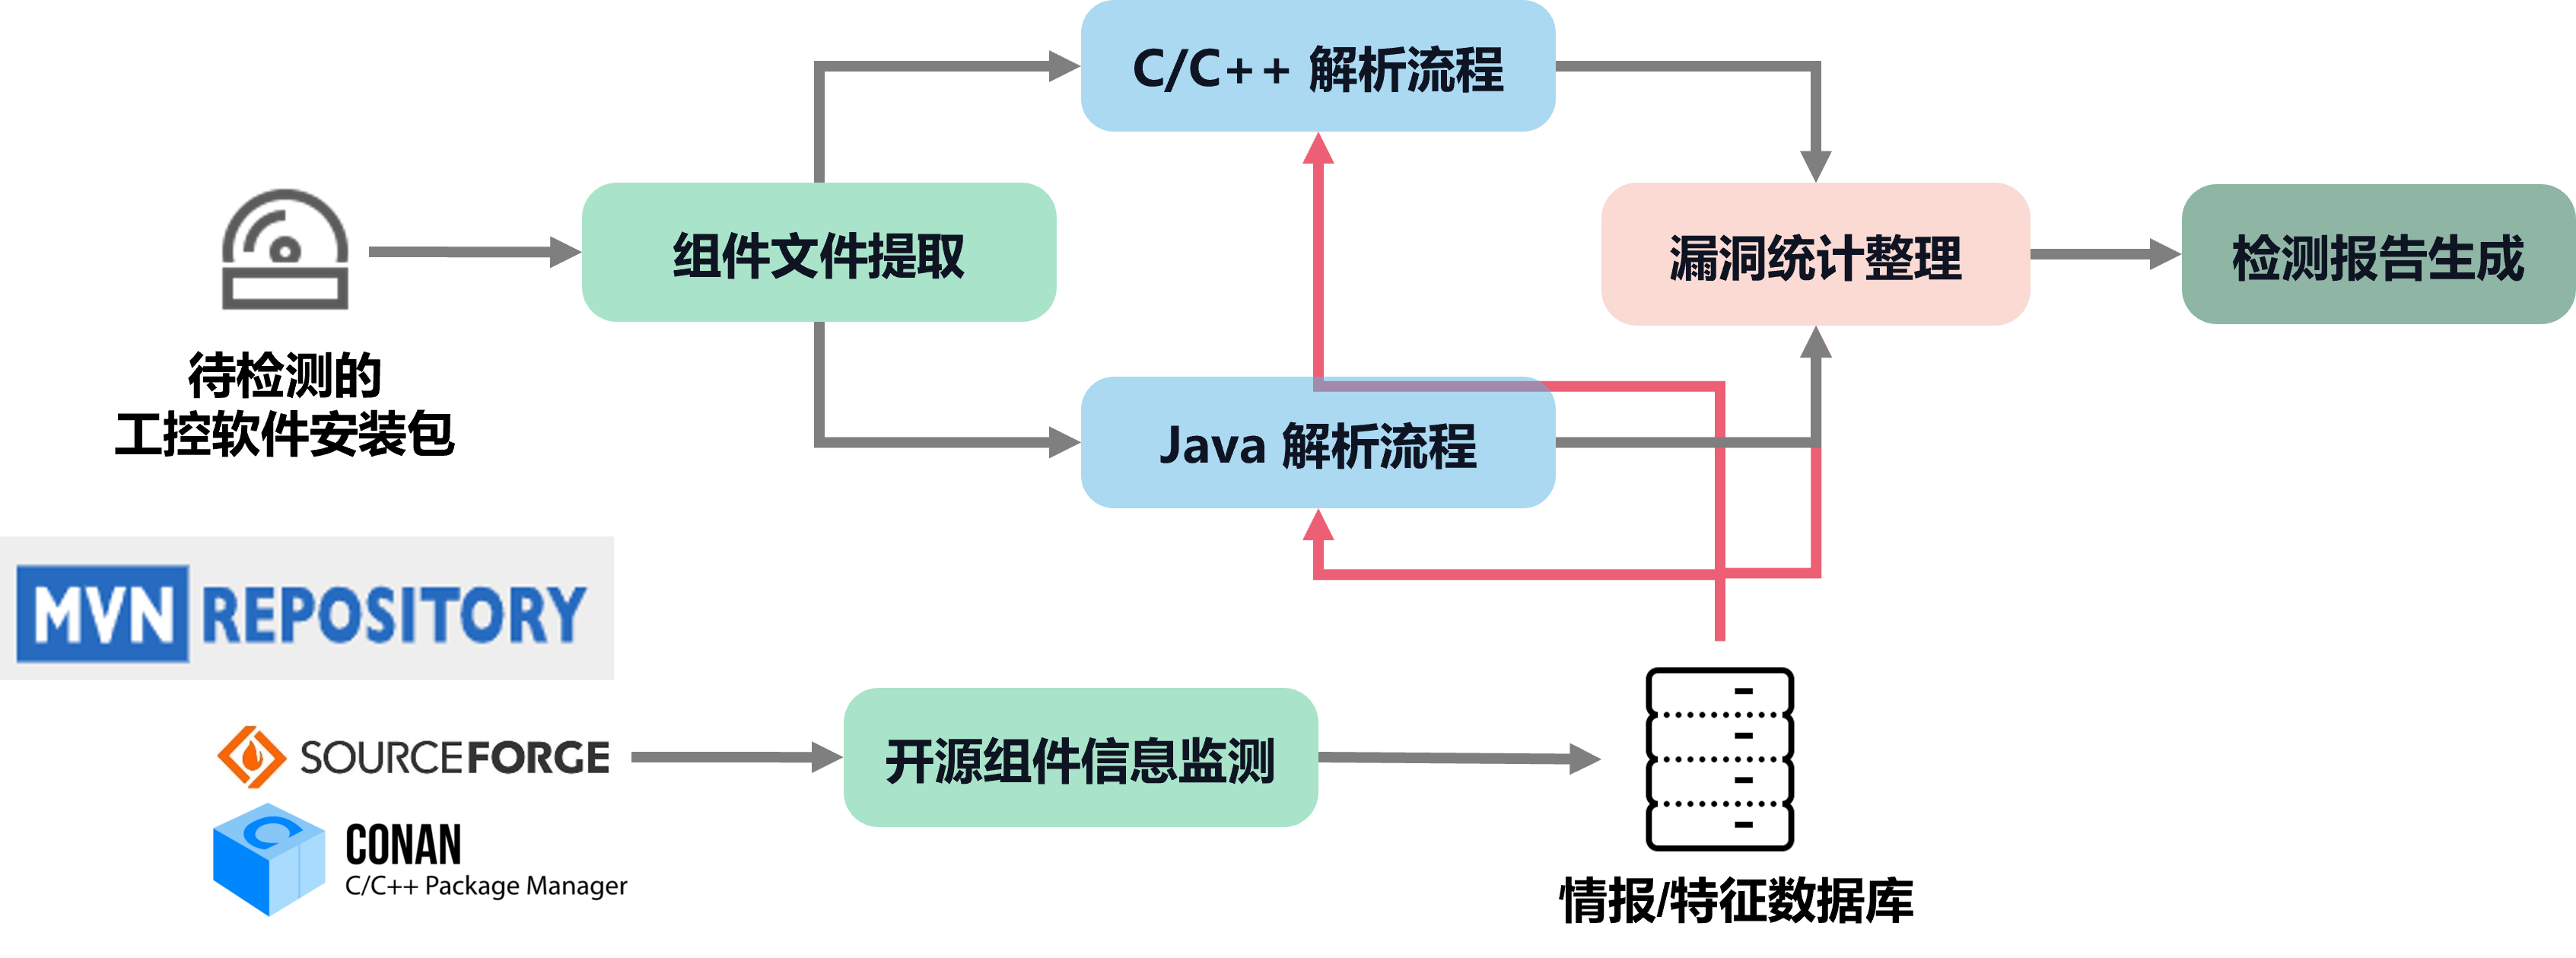 C/C++ 解析流程
组件文件提取
漏洞统计整理
检测报告生成
待检测的
工控软件安装包
Java 解析流程
MVN REPOSITORY
SOURCEFORGE
开源组件信息监测
CONAN
C/C++ Package Manager
情报/特征数据库